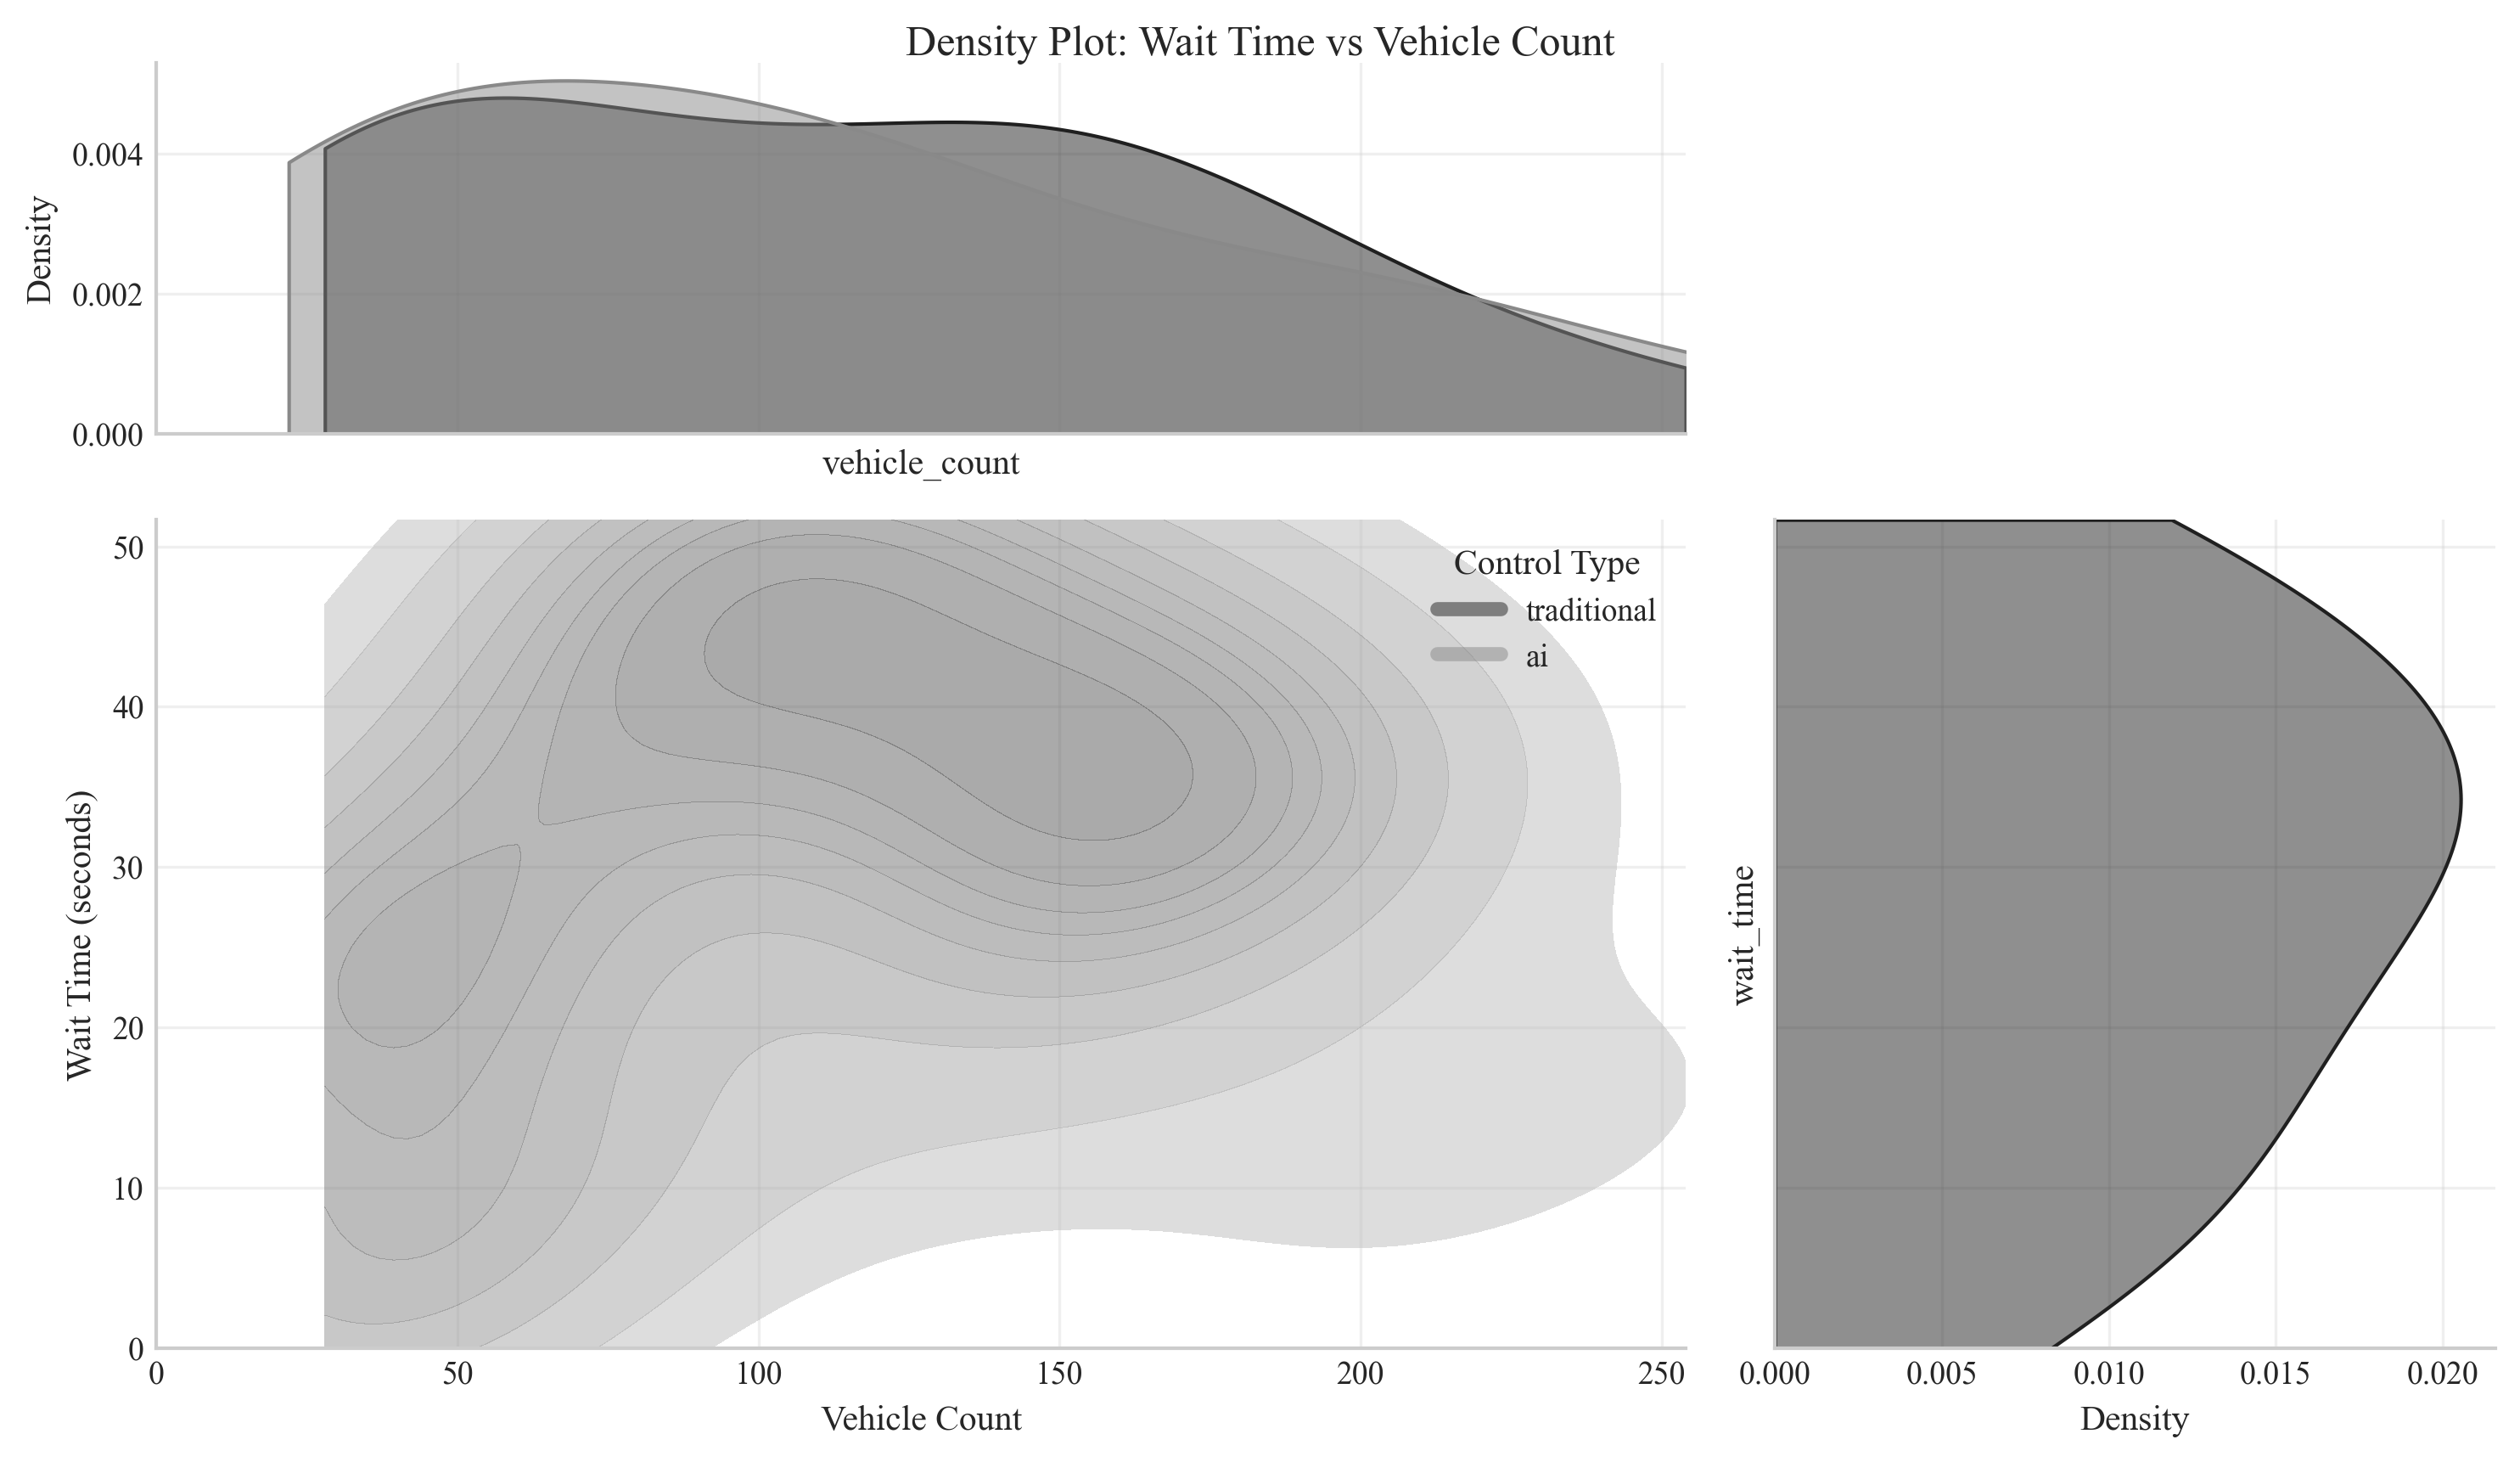 Density Plot: Wait Time vs Vehicle Count
Density
0.004
0.002
0.000
vehicle_count
Wait Time (seconds)
50
40
30
20
10
0
0 50 100 150 200 250
Vehicle Count
Control Type
traditional
ai
wait_time
0.000 0.005 0.010 0.015 0.020
Density